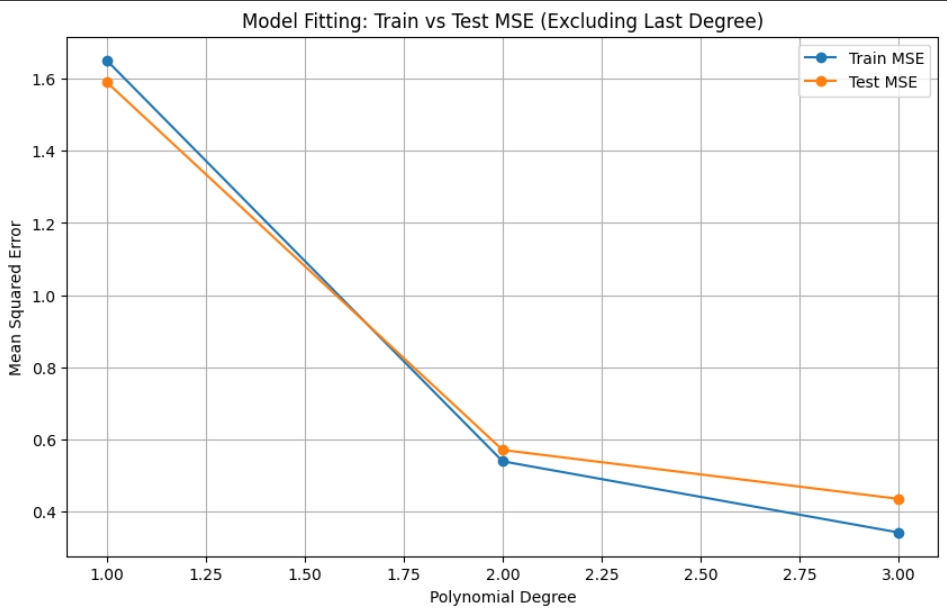 Model Fitting: Train vs Test MSE (Excluding Last Degree)
Train MSE
Test MSE
Mean Squared Error
1.6
1.4
1.2
1.0
0.8
0.6
0.4
1.00 1.25 1.50 1.75 2.00 2.25 2.50 2.75 3.00
Polynomial Degree